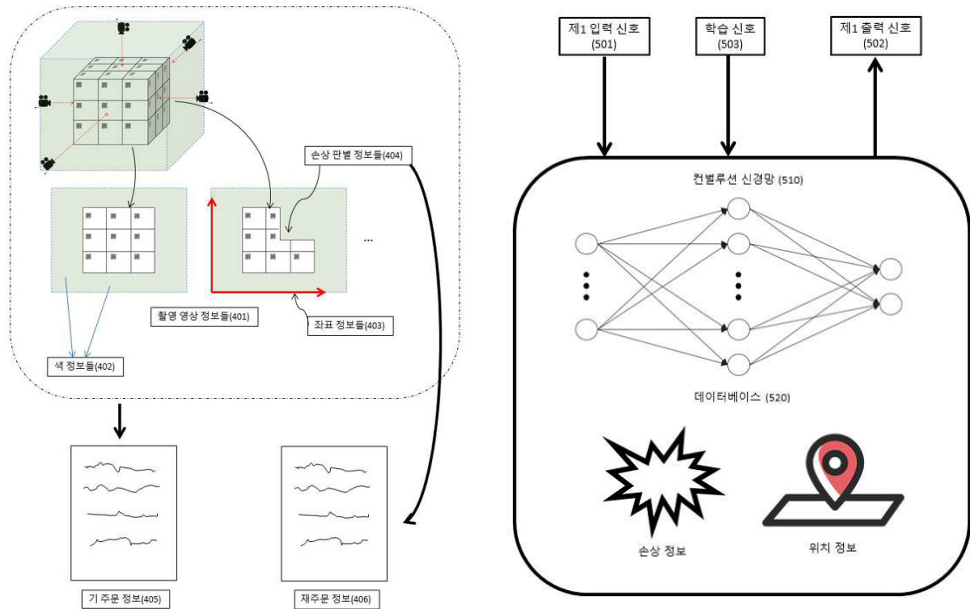 손상 판별 정보들(404)
...
촬영 영상 정보들(401)
좌표 정보들(403)
색 정보들(402)
기 주문 정보(405)
재주문 정보(406)
제1 입력 신호
(501)
학습 신호
(503)
제1 출력 신호
(502)
컨벌루션 신경망 (510)
데이터베이스 (520)
손상 정보
위치 정보